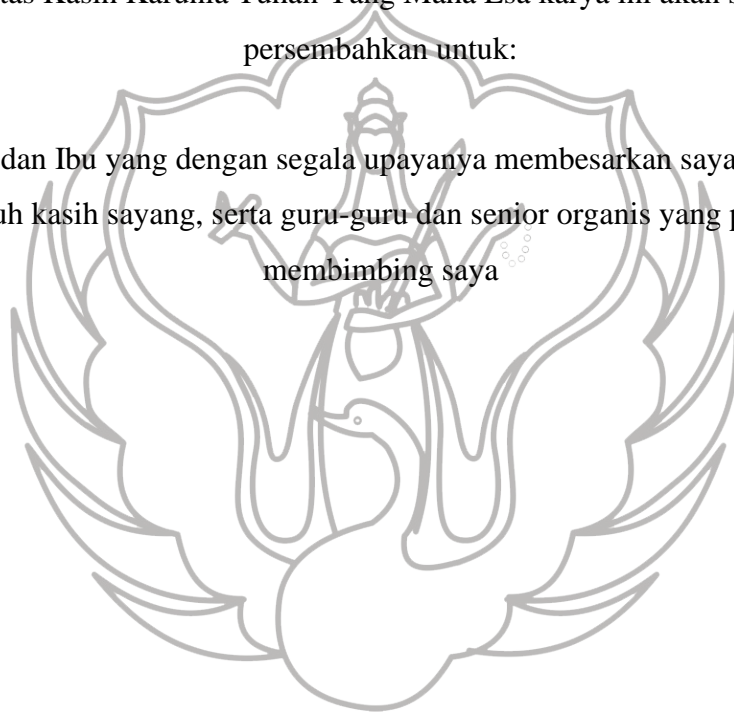 Kasih Karunia Tuhan Yang Maha Esa karya ini akan
persembahkan untuk:
dan Ibu yang dengan segala upayanya membesarkan saya
kasih sayang, serta guru-guru dan senior organis yang
membimbing saya